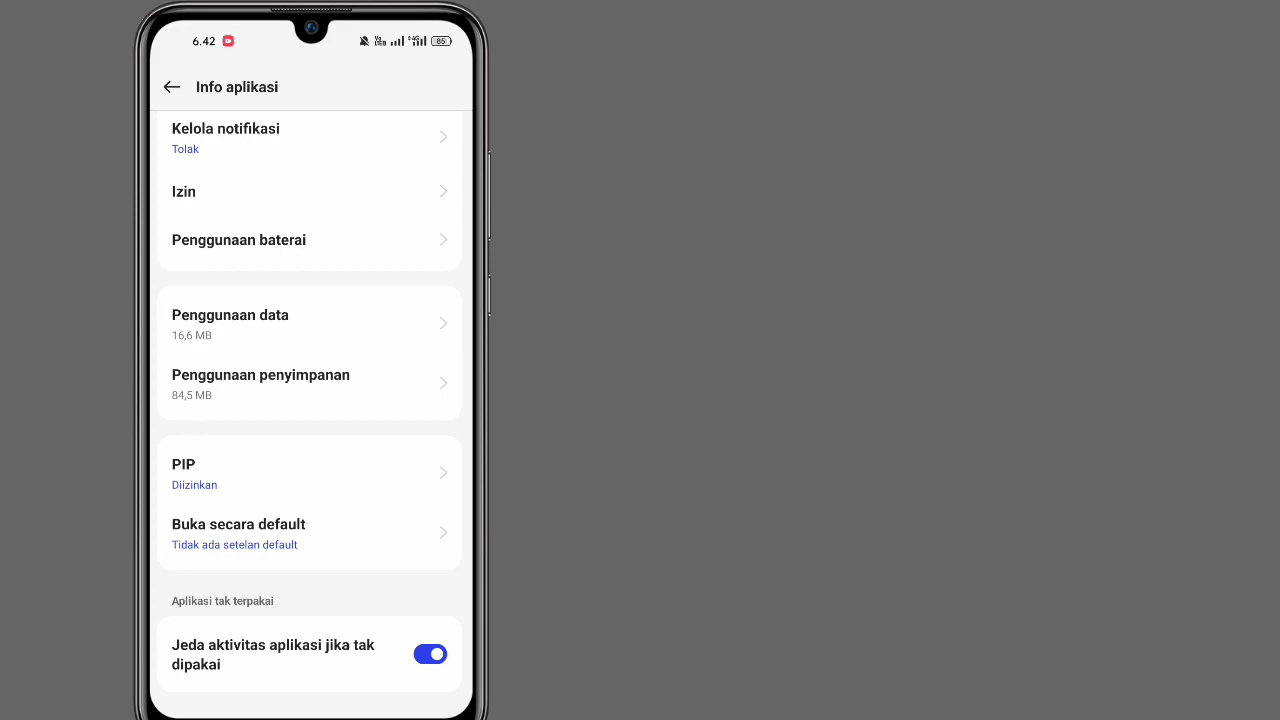 6.42
85
Info aplikasi
Kelola notifikasi
Tolak
Izin
Penggunaan baterai
Penggunaan data
16,6 MB
Penggunaan penyimpanan
84,5 MB
PIP
Diizinkan
Buka secara default
Tidak ada setelan default
Aplikasi tak terpakai
Jeda aktivitas aplikasi jika tak
dipakai